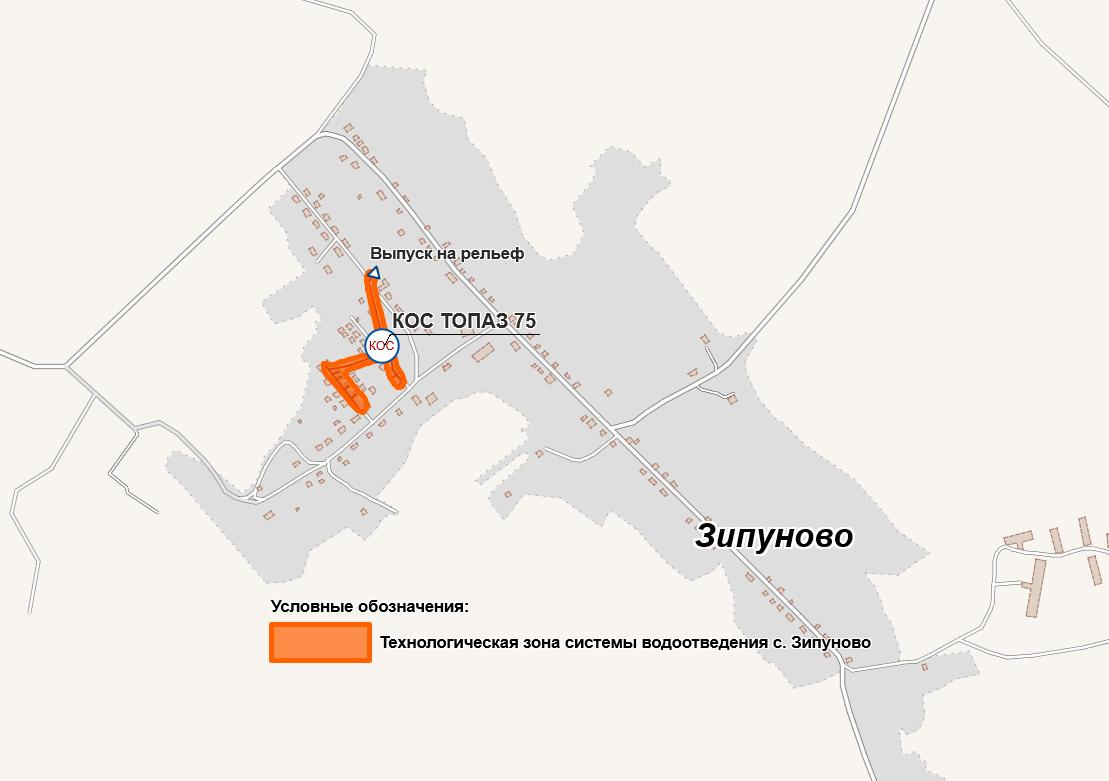 Выпуск на рельеф
КОС ТОПАЗ 75
КОС
Зипуново
Условные обозначения:
Технологическая зона системы водоотведения с. Зипуново